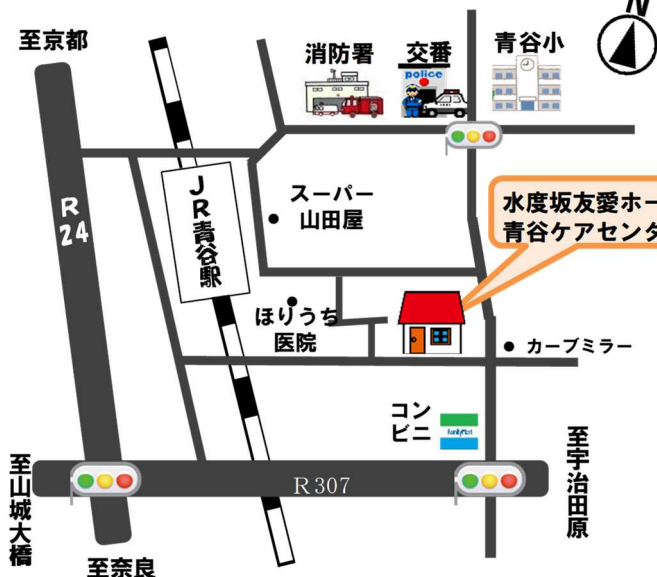 N
至京都
消防署
交番
青谷小
police
R
24
JR青谷駅
スーパー
山田屋
水度坂友愛ホー
青谷ケアセンタ
ほりうち
医院
カーブミラー
コン
ビニ
FamilyMart
R307
至宇治田原
至山城大橋
至奈良